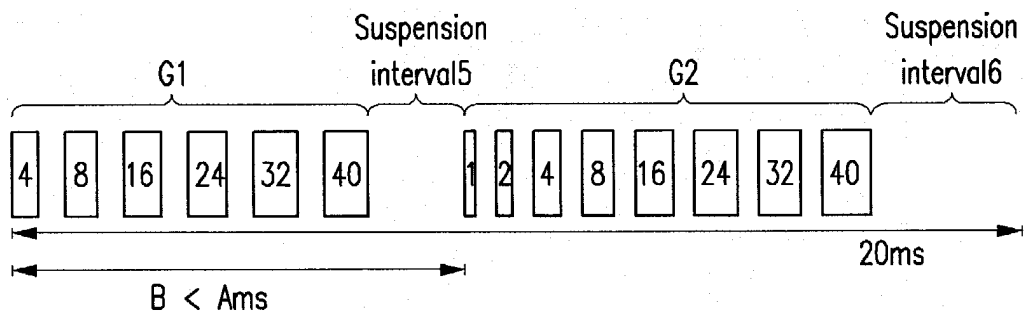 Suspension
interval5
Suspension
interval6
G1
G2
4 8 16 24 32 40 1 2 4 8 16 24 32 40
20ms
B < Ams